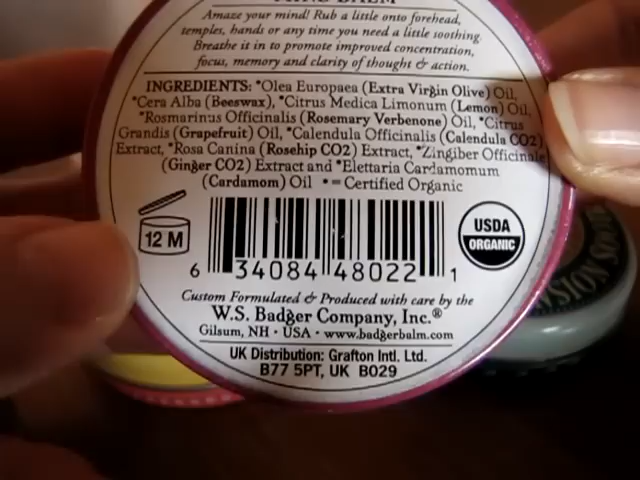 BALM
Amaze your mind! Rub a little onto forehead,
temples, hands or any time you need a little soothing.
Breathe it in to promote improved concentration,
focus, memory and clarity of thought & action.
INGREDIENTS: *Olea Europaea (Extra Virgin Olive) Oil,
*Cera Alba (Beeswax), *Citrus Medica Limonum (Lemon) Oil,
*Rosmarinus Officinalis (Rosemary Verbenone) Oil, *Citrus
Grandis (Grapefruit) Oil, *Calendula Officinalis (Calendula CO2)
Extract, *Rosa Canina (Rosehip CO2) Extract, *Zingiber Officinale
(Ginger CO2) Extract and *Elettaria Cardamomum
(Cardamom) Oil *= Certified Organic
12 M
USDA
ORGANIC
6 34084 48022 1
Custom Formulated & Produced with care by the
W.S. Badger Company, Inc.®
Gilsum, NH • USA • www.badgerbalm.com
UK Distribution: Grafton Intl. Ltd.
B77 5PT, UK B029